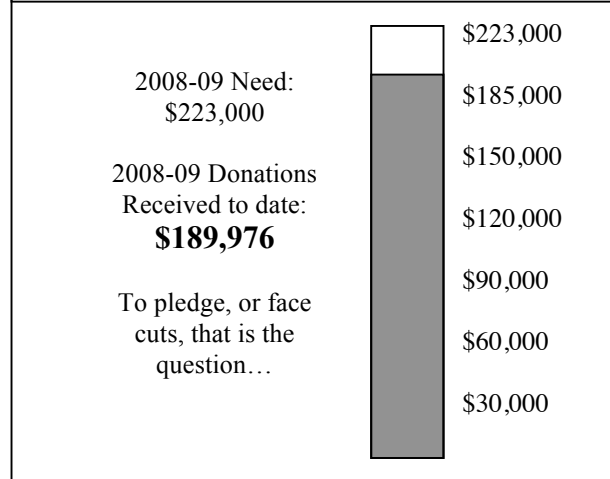 2008-09 Need:
$223,000
2008-09 Donations
Received to date:
$189,976
To pledge, or face
cuts, that is the
question…
$223,000
$185,000
$150,000
$120,000
$90,000
$60,000
$30,000